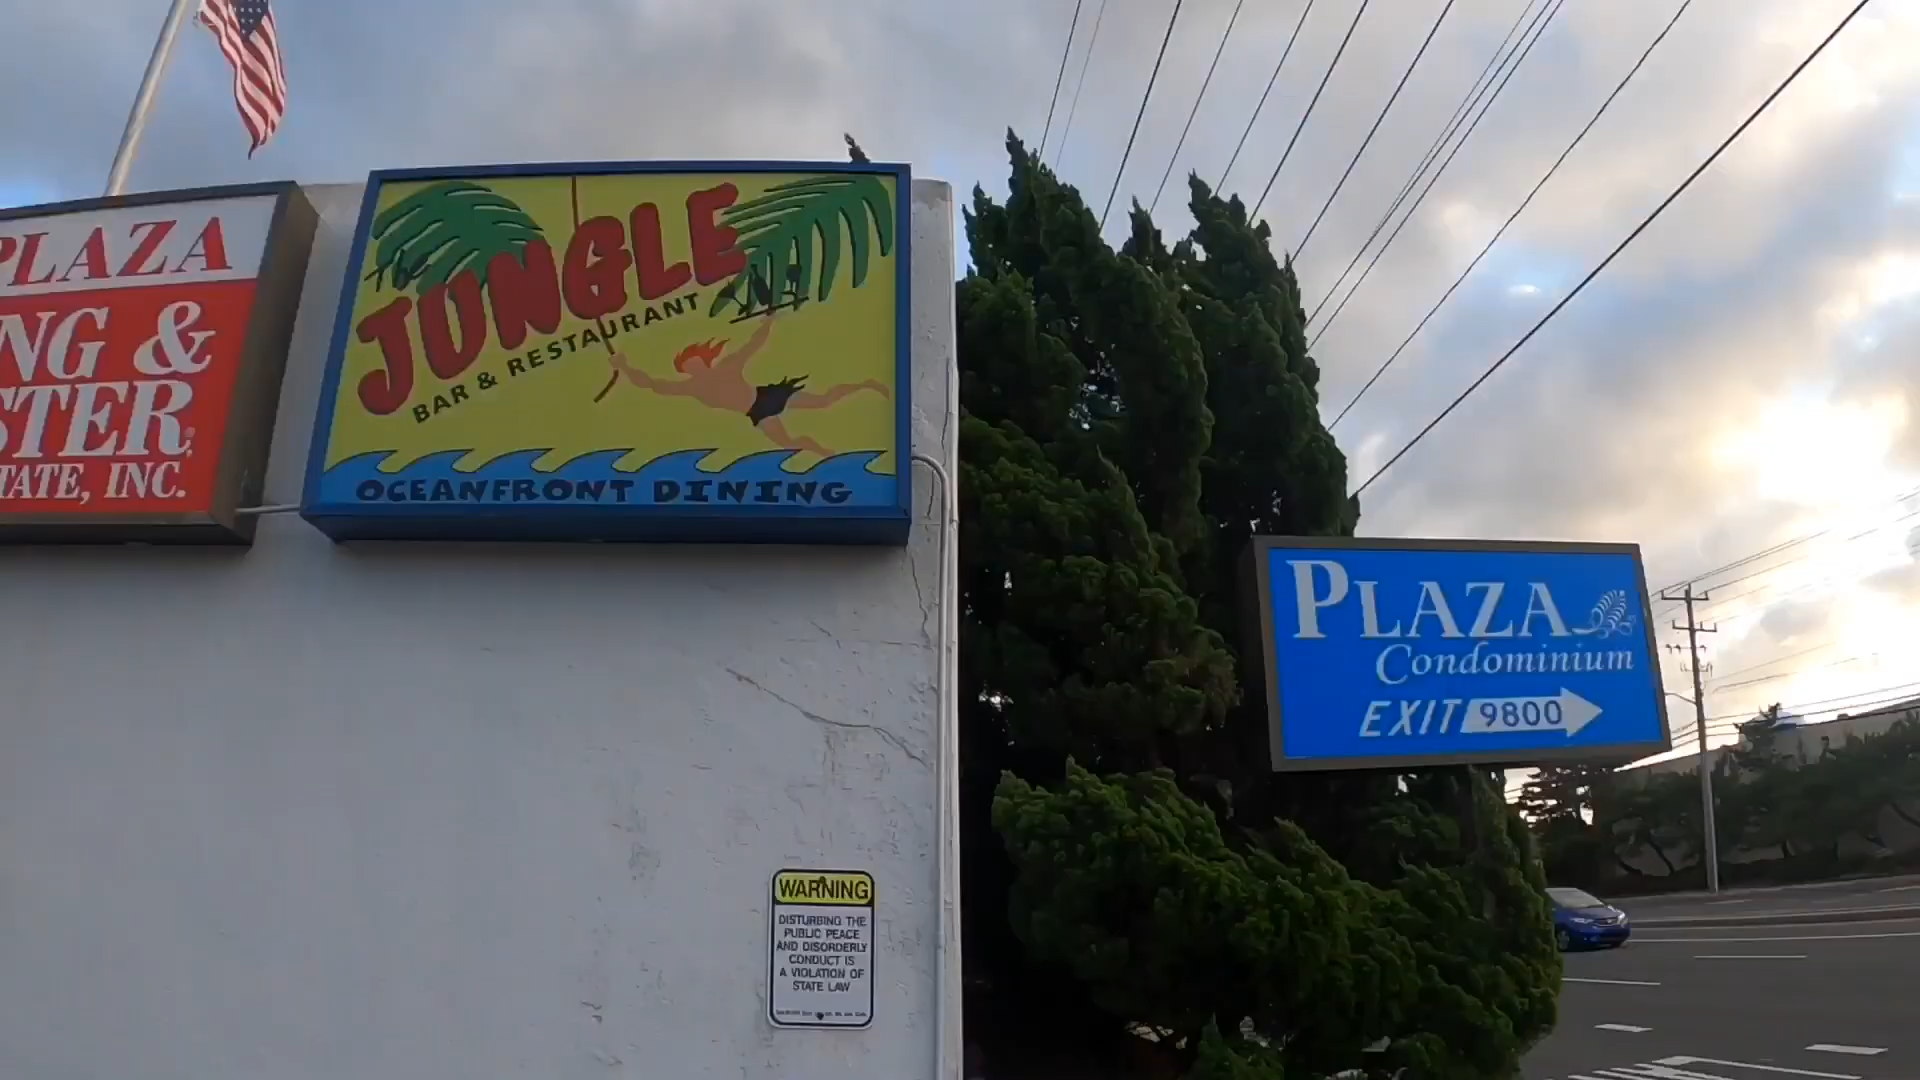 PLAZA
NG &
STER
TATE, INC.
The
JUNGLE
BAR & RESTAURANT
OCEANFRONT DINING
WARNING
DISTURBING THE
PUBLIC PEACE
AND DISORDERLY
CONDUCT IS
A VIOLATION OF
STATE LAW
PLAZA
Condominium
EXIT 9800